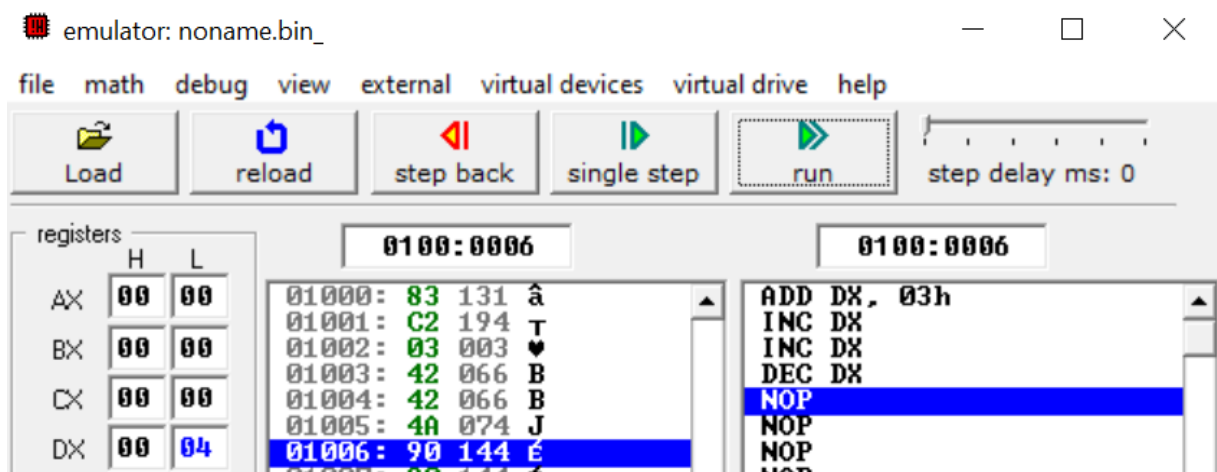 emulator: noname.bin_
file math debug view external virtual devices virtual drive help
Load reload step back single step run step delay ms: 0
registers
H L
0100:0006 0100:0006
AX 00 00
BX 00 00
CX 00 00
DX 00 04
01000: 83 131 â
01001: C2 194 ┬
01002: 03 003 ♥
01003: 42 066 B
01004: 42 066 B
01005: 4A 074 J
01006: 90 144 É
ADD DX, 03h
INC DX
INC DX
DEC DX
NOP
NOP
NOP